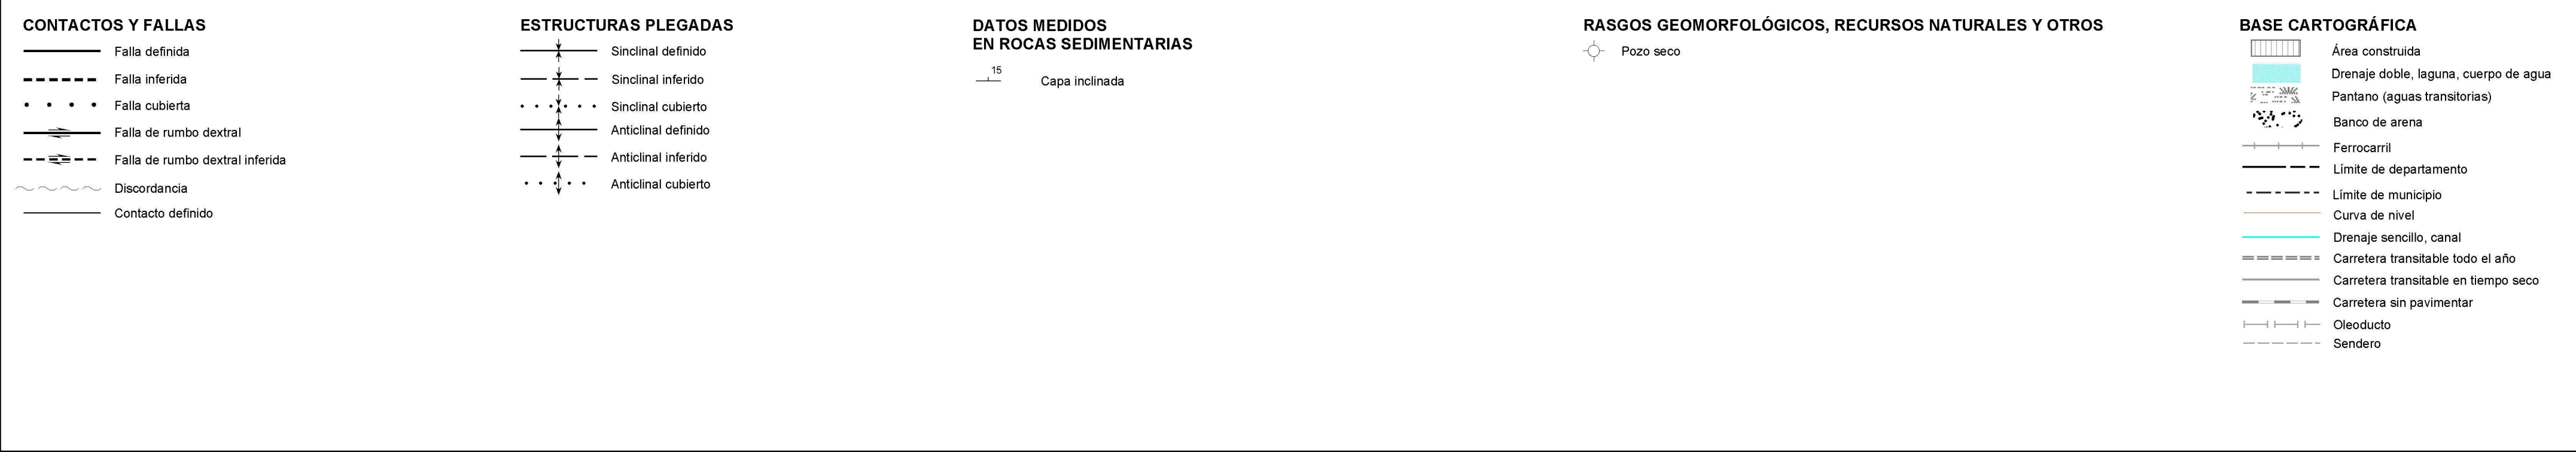 CONTACTOS Y FALLAS
Falla definida
Falla inferida
Falla cubierta
Falla de rumbo dextral
Falla de rumbo dextral inferida
Discordancia
Contacto definido
ESTRUCTURAS PLEGADAS
Sinclinal definido
Sinclinal inferido
Sinclinal cubierto
Anticlinal definido
Anticlinal inferido
Anticlinal cubierto
DATOS MEDIDOS
EN ROCAS SEDIMENTARIAS
15
Capa inclinada
RASGOS GEOMORFOLÓGICOS, RECURSOS NATURALES Y OTROS
Pozo seco
BASE CARTOGRÁFICA
Área construida
Drenaje doble, laguna, cuerpo de agua
Pantano (aguas transitorias)
Banco de arena
Ferrocarril
Límite de departamento
Límite de municipio
Curva de nivel
Drenaje sencillo, canal
Carretera transitable todo el año
Carretera transitable en tiempo seco
Carretera sin pavimentar
Oleoducto
Sendero